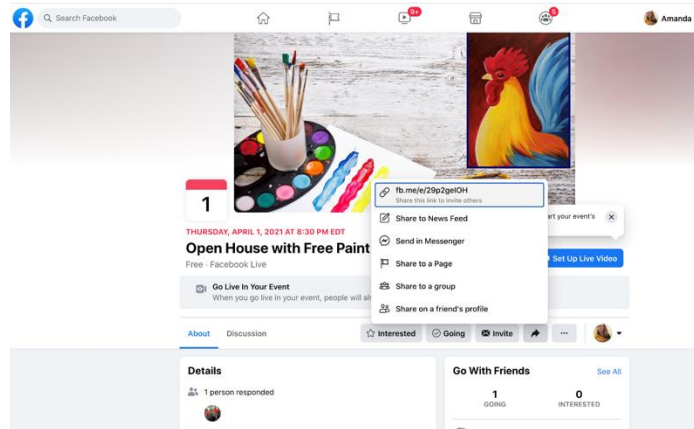 Search Facebook
9+
5
Amanda
1
THURSDAY, APRIL 1, 2021 AT 8:30 PM EDT
Open House with Free Paint
Free · Facebook Live
fb.me/e/29p2gelOH
Share this link to invite others
Share to News Feed
Send in Messenger
Share to a Page
Share to a group
Share on a friend's profile
art your event's
Set Up Live Video
Go Live In Your Event
When you go live in your event, people will
About
Discussion
Interested
Going
Invite
Details
1 person responded
Go With Friends
See All
1
GOING
0
INTERESTED